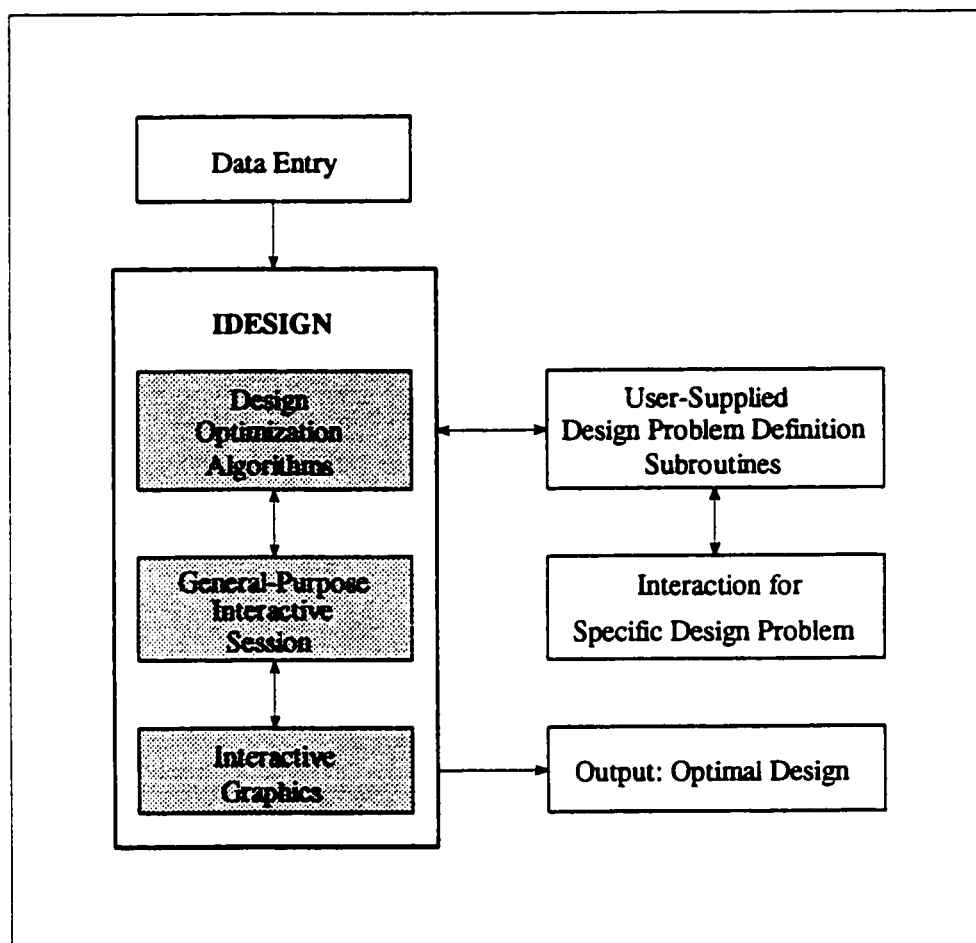 Data Entry
IDESIGN
Design
Optimization
Algorithms
User-Supplied
Design Problem Definition
Subroutines
General-Purpose
Interactive
Session
Interaction for
Specific Design Problem
Interactive
Graphics
Output: Optimal Design